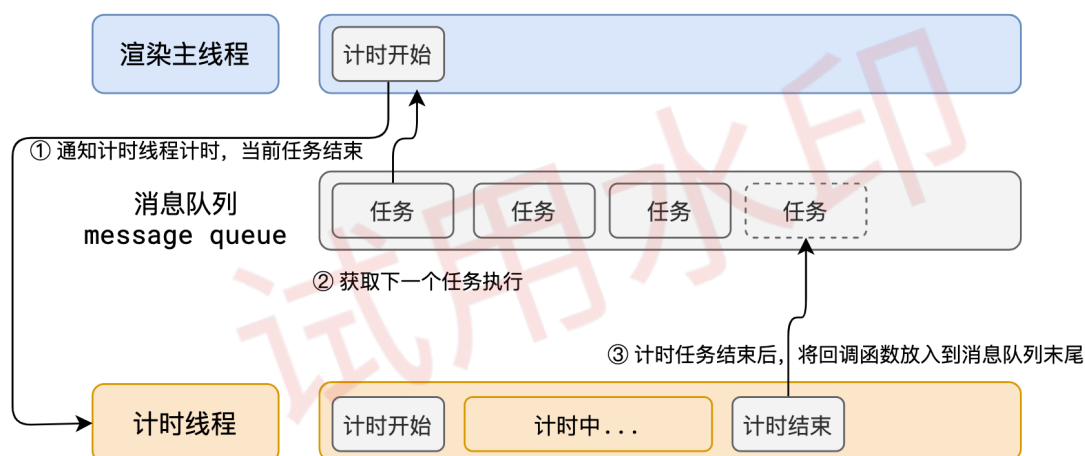 渲染主线程
计时开始
① 通知计时线程计时，当前任务结束
消息队列
message queue
任务
任务
任务
任务
② 获取下一个任务执行
③ 计时任务结束后，将回调函数放入到消息队列末尾
计时线程
计时开始
计时中...
计时结束
试用水印